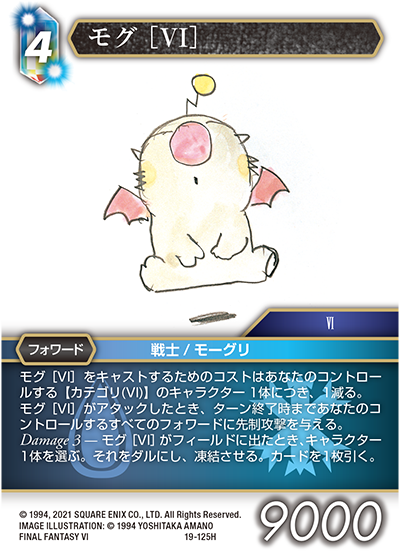 4
モグ [VI]
VI
フォワード
戦士 / モーグリ
モグ [VI] をキャストするためのコストはあなたのコントロー
ルする【カテゴリ(VI)】のキャラクター 1体につき、1減る。
モグ [VI] がアタックしたとき、ターン終了時まであなたのコ
ントロールするすべてのフォワードに先制攻撃を与える。
Damage 3 — モグ [VI] がフィールドに出たとき、キャラクター
1体を選ぶ。それをダルにし、凍結させる。カードを1枚引く。
© 1994, 2021 SQUARE ENIX CO., LTD. All Rights Reserved.
IMAGE ILLUSTRATION: © 1994 YOSHITAKA AMANO
FINAL FANTASY VI 19-125H
9000